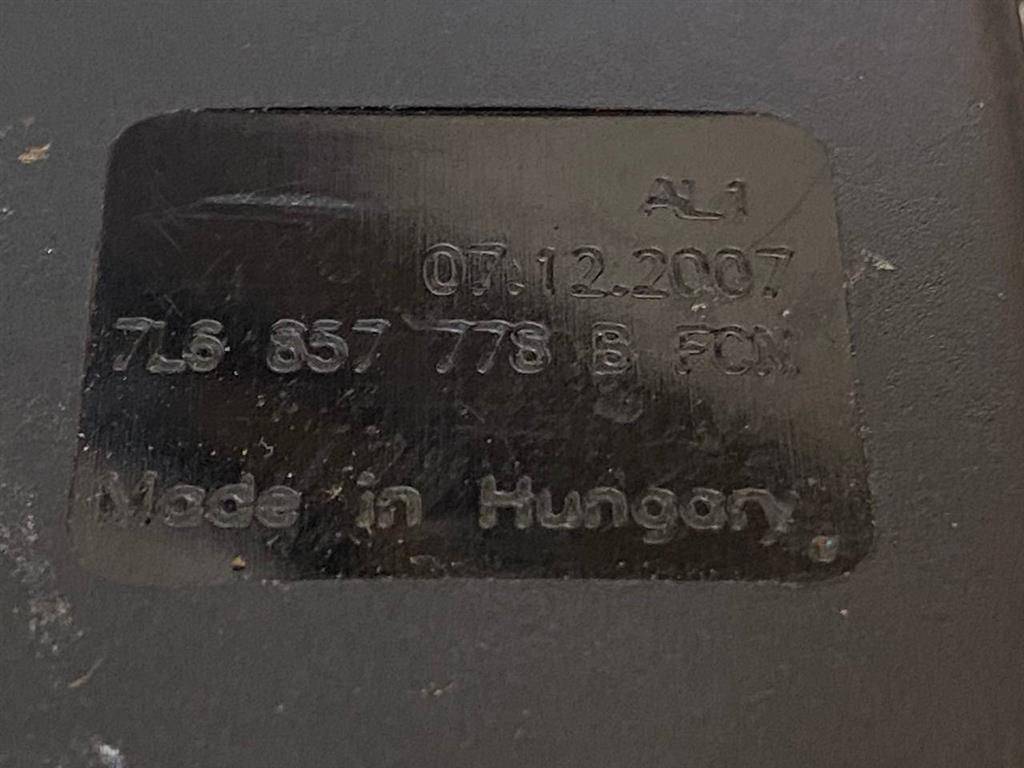 AL1
07.12.2007
7L6 857 778 B FCM
Made in Hungary